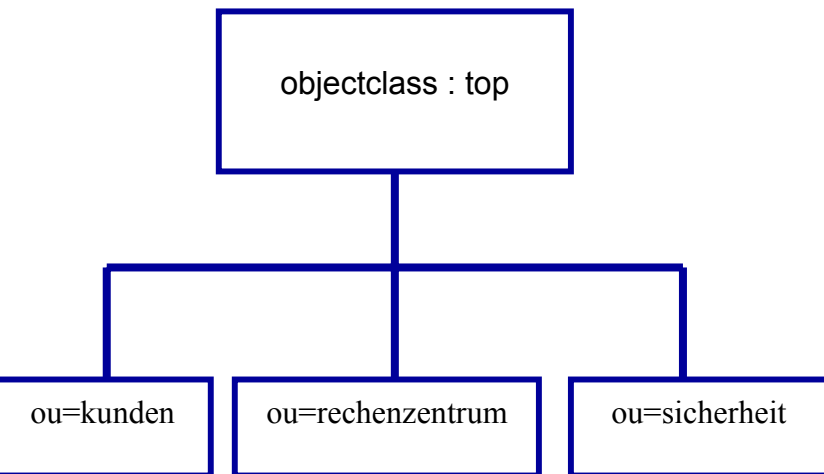 objectclass : top
ou=kunden
ou=rechenzentrum
ou=sicherheit